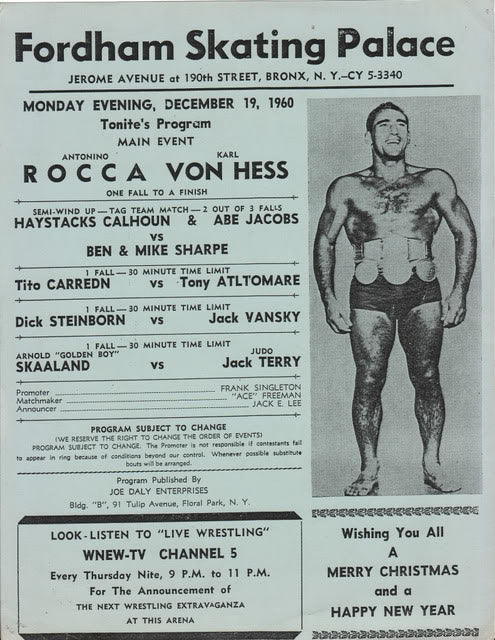 Fordham Skating Palace
JEROME AVENUE at 190th STREET, BRONX, N. Y.—CY 5-3340
MONDAY EVENING, DECEMBER 19, 1960
Tonite's Program
MAIN EVENT
ANTONINO KARL
ROCCA VON HESS
ONE FALL TO A FINISH
SEMI-WIND UP — TAG TEAM MATCH — 2 OUT OF 3 FALLS
HAYSTACKS CALHOUN & ABE JACOBS
VS
BEN & MIKE SHARPE
1 FALL — 30 MINUTE TIME LIMIT
Tito CARREDN vs Tony ATLTOMARE
1 FALL — 30 MINUTE TIME LIMIT
Dick STEINBORN vs Jack VANSKY
1 FALL — 30 MINUTE TIME LIMIT
ARNOLD "GOLDEN BOY" JUDO
SKAALAND vs Jack TERRY
Promoter FRANK SINGLETON
Matchmaker "ACE" FREEMAN
Announcer JACK E. LEE
PROGRAM SUBJECT TO CHANGE
(WE RESERVE THE RIGHT TO CHANGE THE ORDER OF EVENTS)
PROGRAM SUBJECT TO CHANGE. The Promoter is not responsible if contestants fail
to appear in ring because of conditions beyond our control. Whenever possible substitute
bouts will be arranged.
Program Published By
JOE DALY ENTERPRISES
Bldg. "B", 91 Tulip Avenue, Floral Park, N. Y.
LOOK-LISTEN TO "LIVE WRESTLING"
WNEW-TV CHANNEL 5
Every Thursday Nite, 9 P.M. to 11 P.M.
For The Announcement of
THE NEXT WRESTLING EXTRAVAGANZA
AT THIS ARENA
Wishing You All
A
MERRY CHRISTMAS
and a
HAPPY NEW YEAR